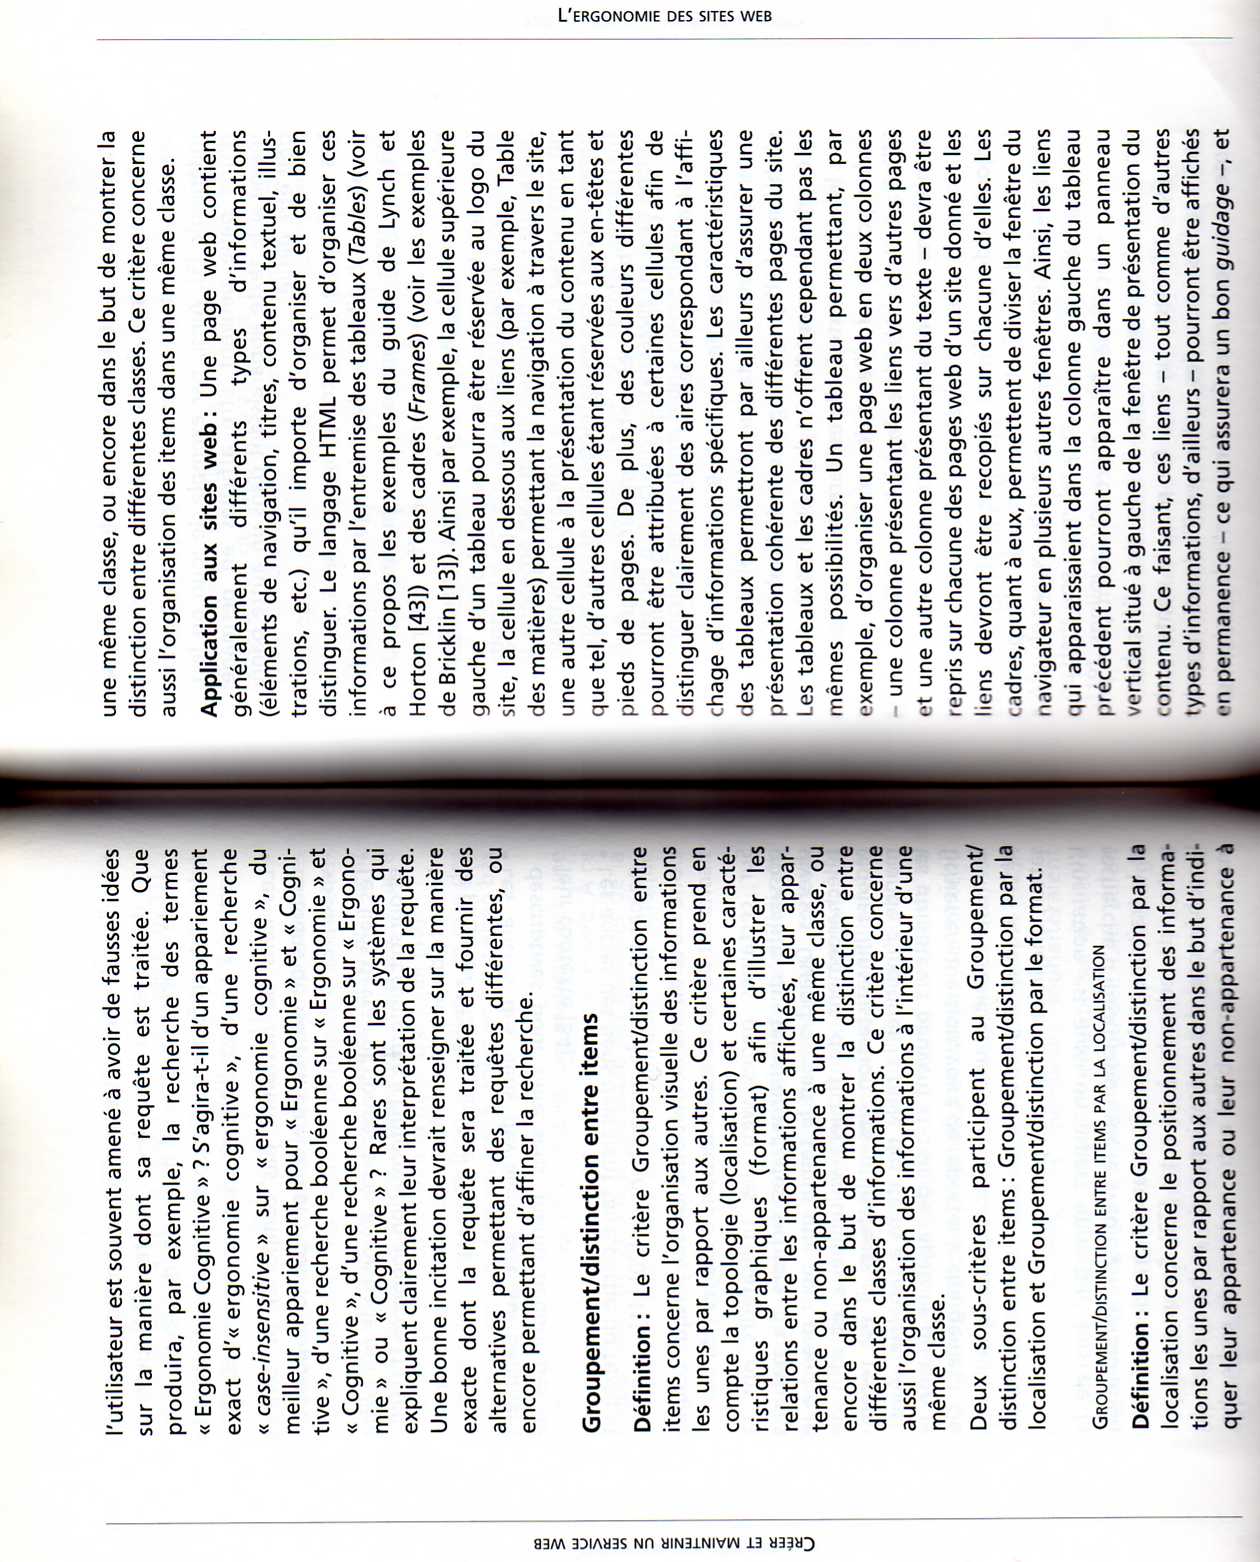 CRÉER ET MAINTENIR UN SERVICE WEB
l'utilisateur est souvent amené à avoir de fausses idées
sur la manière dont sa requête est traitée. Que
produira, par exemple, la recherche des termes
« Ergonomie Cognitive » ? S'agira-t-il d'un appariement
exact d'« ergonomie cognitive », d'une recherche
« case-insensitive » sur « ergonomie cognitive », du
meilleur appariement pour « Ergonomie » et « Cogni-
tive », d'une recherche booléenne sur « Ergonomie » et
« Cognitive », d'une recherche booléenne sur « Ergono-
mie » ou « Cognitive » ? Rares sont les systèmes qui
expliquent clairement leur interprétation de la requête.
Une bonne incitation devrait renseigner sur la manière
exacte dont la requête sera traitée et fournir des
alternatives permettant des requêtes différentes, ou
encore permettant d'affiner la recherche.
Groupement/distinction entre items
Définition : Le critère Groupement/distinction entre
items concerne l'organisation visuelle des informations
les unes par rapport aux autres. Ce critère prend en
compte la topologie (localisation) et certaines caracté-
ristiques graphiques (format) afin d'illustrer les
relations entre les informations affichées, leur appar-
tenance ou non-appartenance à une même classe, ou
encore dans le but de montrer la distinction entre
différentes classes d'informations. Ce critère concerne
aussi l'organisation des informations à l'intérieur d'une
même classe.
Deux sous-critères participent au Groupement/
distinction entre items : Groupement/distinction par la
localisation et Groupement/distinction par le format.
GROUPEMENT/DISTINCTION ENTRE ITEMS PAR LA LOCALISATION
Définition : Le critère Groupement/distinction par la
localisation concerne le positionnement des informa-
tions les unes par rapport aux autres dans le but d'indi-
quer leur appartenance ou leur non-appartenance à
L'ERGONOMIE DES SITES WEB
une même classe, ou encore dans le but de montrer la
distinction entre différentes classes. Ce critère concerne
aussi l'organisation des items dans une même classe.
Application aux sites web : Une page web contient
généralement différents types d'informations
(éléments de navigation, titres, contenu textuel, illus-
trations, etc.) qu'il importe d'organiser et de bien
distinguer. Le langage HTML permet d'organiser ces
informations par l'entremise des tableaux (Tables) (voir
à ce propos les exemples du guide de Lynch et
Horton [43]) et des cadres (Frames) (voir les exemples
de Bricklin [13]). Ainsi par exemple, la cellule supérieure
gauche d'un tableau pourra être réservée au logo du
site, la cellule en dessous aux liens (par exemple, Table
des matières) permettant la navigation à travers le site,
une autre cellule à la présentation du contenu en tant
que tel, d'autres cellules étant réservées aux en-têtes et
pieds de pages. De plus, des couleurs différentes
pourront être attribuées à certaines cellules afin de
distinguer clairement des aires correspondant à l'affi-
chage d'informations spécifiques. Les caractéristiques
des tableaux permettront par ailleurs d'assurer une
présentation cohérente des différentes pages du site.
Les tableaux et les cadres n'offrent cependant pas les
mêmes possibilités. Un tableau permettant, par
exemple, d'organiser une page web en deux colonnes
– une colonne présentant les liens vers d'autres pages
et une autre colonne présentant du texte – devra être
repris sur chacune des pages web d'un site donné et les
liens devront être recopiés sur chacune d'elles. Les
cadres, quant à eux, permettent de diviser la fenêtre du
navigateur en plusieurs autres fenêtres. Ainsi, les liens
qui apparaissaient dans la colonne gauche du tableau
précédent pourront apparaître dans un panneau
vertical situé à gauche de la fenêtre de présentation du
contenu. Ce faisant, ces liens – tout comme d'autres
types d'informations, d'ailleurs – pourront être affichés
en permanence – ce qui assurera un bon guidage –, et